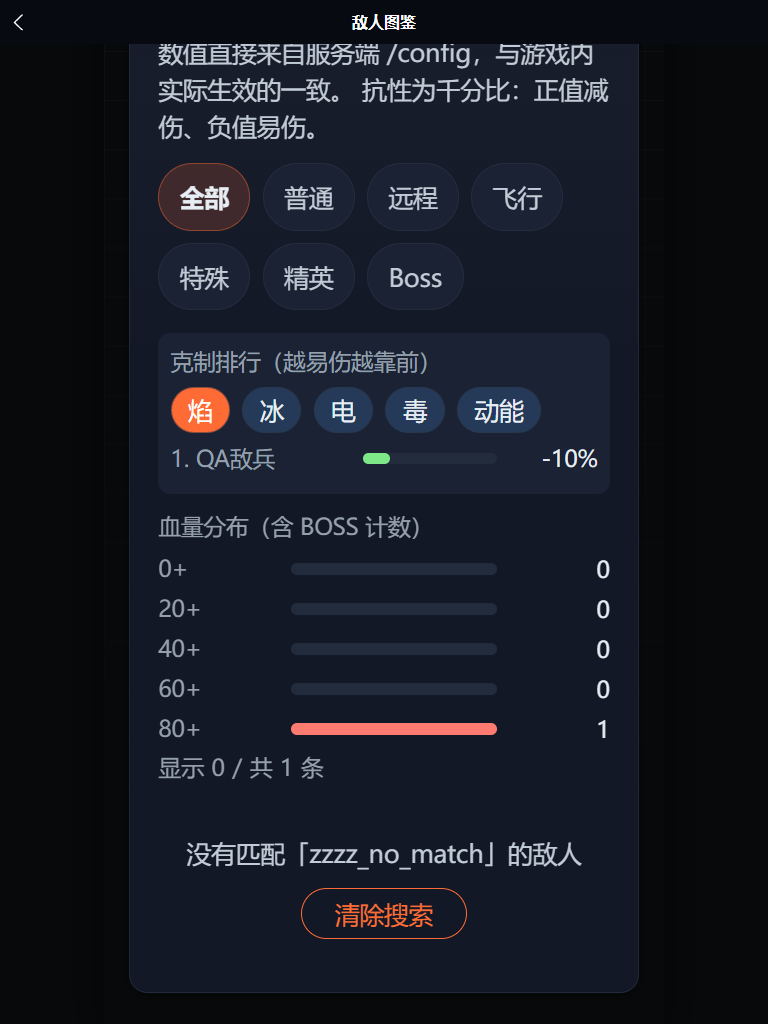 敌人图鉴
数值直接来自服务端 /config，与游戏内
实际生效的一致。 抗性为千分比：正值减
伤、负值易伤。
全部 普通 远程 飞行
特殊 精英 Boss
克制排行（越易伤越靠前）
焰 冰 电 毒 动能
1. QA敌兵 -10%
血量分布（含 BOSS 计数）
0+ 0
20+ 0
40+ 0
60+ 0
80+ 1
显示 0 / 共 1 条
没有匹配「zzzz_no_match」的敌人
清除搜索